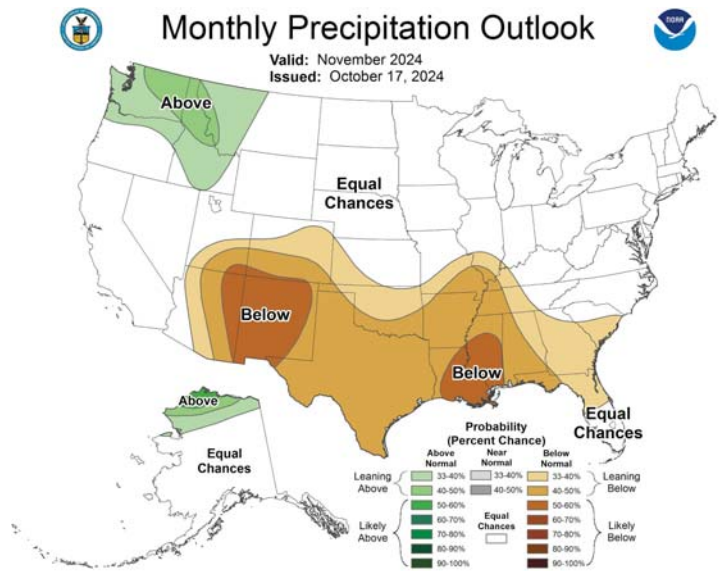 Monthly Precipitation Outlook
NOAA
Valid: November 2024
Issued: October 17, 2024
Above
Equal
Chances
Below
Below
Above
Equal
Chances
Equal
Chances
Probability
(Percent Chance)
Above
Normal
Near
Normal
Below
Normal
Leaning
Above
33-40%
40-50%
33-40%
40-50%
33-40%
40-50%
Leaning
Below
Likely
Above
50-60%
60-70%
70-80%
80-90%
90-100%
Equal
Chances
50-60%
60-70%
70-80%
80-90%
90-100%
Likely
Below